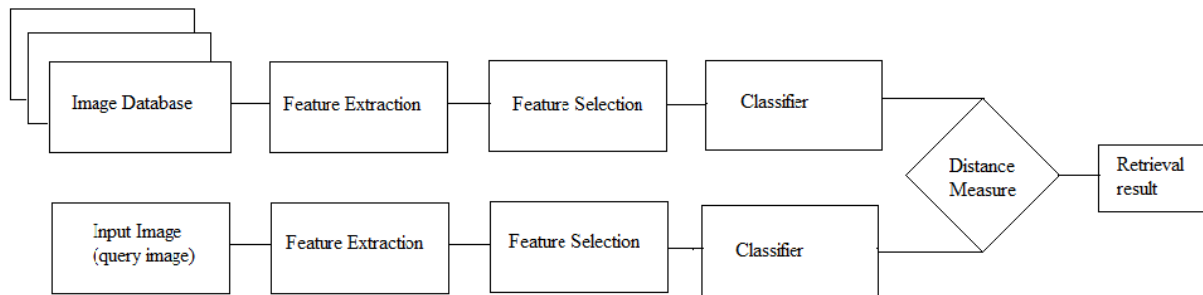 Image Database
Feature Extraction
Feature Selection
Classifier
Distance
Measure
Retrieval
result
Input Image
(query image)
Feature Extraction
Feature Selection
Classifier